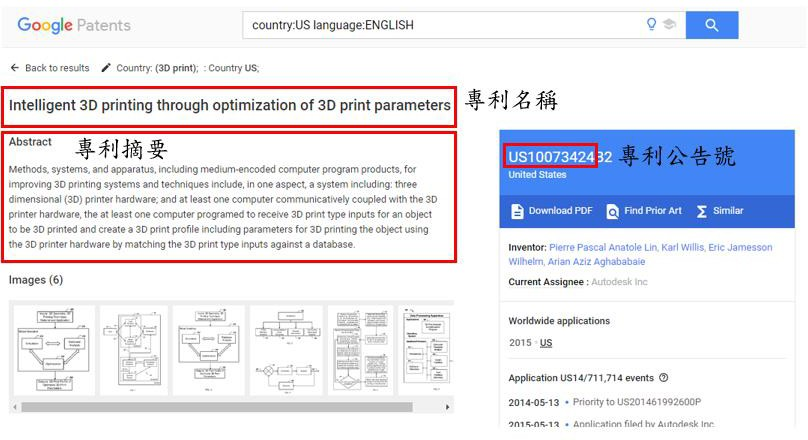 Google Patents
country:US language:ENGLISH
Back to results
Country: (3D print); : Country US;
Intelligent 3D printing through optimization of 3D print parameters
專利名稱
Abstract
專利摘要
Methods, systems, and apparatus, including medium-encoded computer program products, for
improving 3D printing systems and techniques include, in one aspect, a system including: three
dimensional (3D) printer hardware; and at least one computer communicatively coupled with the 3D
printer hardware, the at least one computer programed to receive 3D print type inputs for an object
to be 3D printed and create a 3D print profile including parameters for 3D printing the object using
the 3D printer hardware by matching the 3D print type inputs against a database.
Images (6)
US10073424B2
專利公告號
United States
Download PDF
Find Prior Art
Similar
Inventor: Pierre Pascal Anatole Lin, Karl Willis, Eric Jamesson
Wilhelm, Arian Aziz Aghababaie
Current Assignee : Autodesk Inc
Worldwide applications
2015 · US
Application US14/711,714 events
2014-05-13 • Priority to US201461992600P
2015-05-13 • Application filed by Autodesk Inc